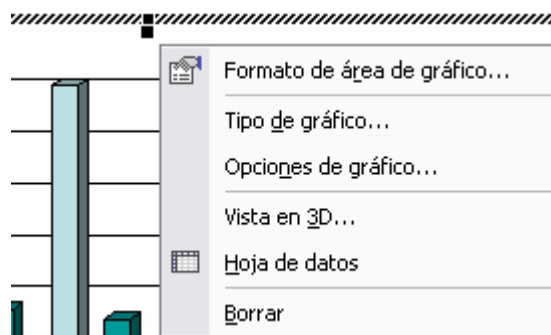 Formato de área de gráfico...
Tipo de gráfico...
Opciones de gráfico...
Vista en 3D...
Hoja de datos
Borrar